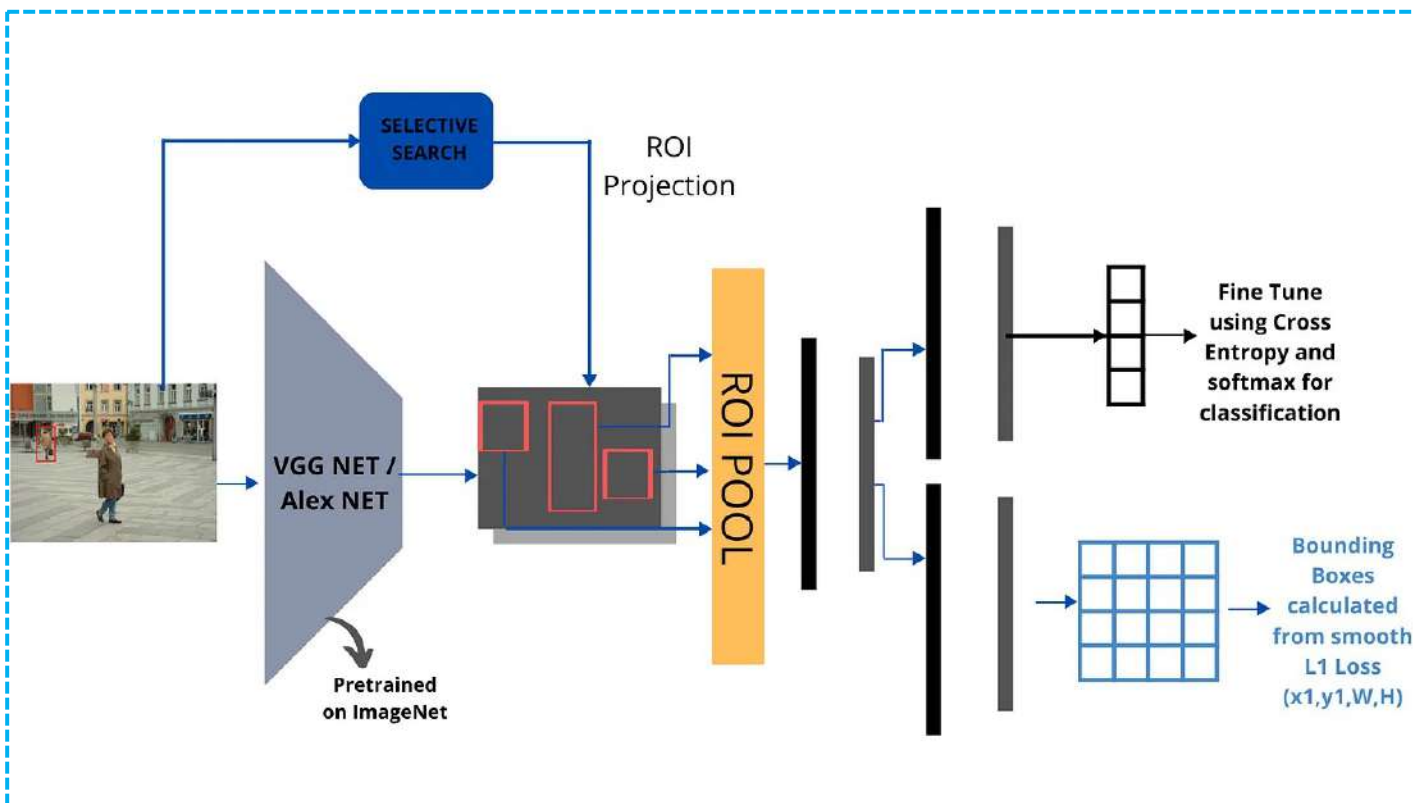 SELECTIVE
SEARCH
ROI
Projection
VGG NET /
Alex NET
Pretrained
on ImageNet
ROI POOL
Fine Tune
using Cross
Entropy and
softmax for
classification
Bounding
Boxes
calculated
from smooth
L1 Loss
(x1,y1,W,H)